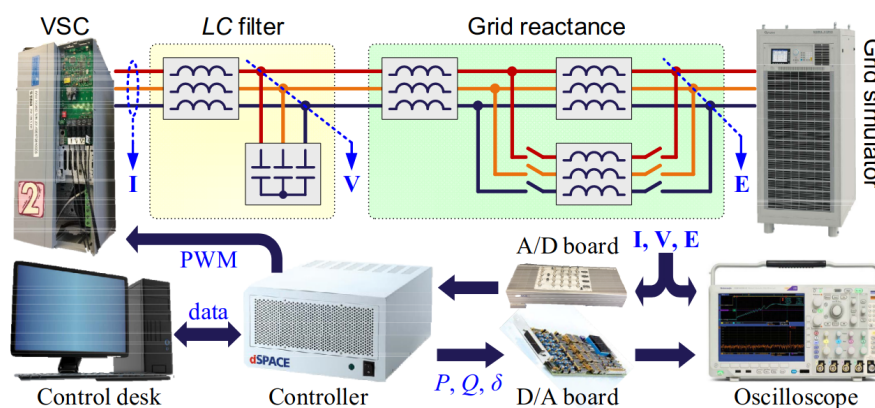 VSC
LC filter
Grid reactance
Grid simulator
I
V
E
2
PWM
A/D board
I, V, E
data
dSPACE
P, Q, δ
Control desk
Controller
D/A board
Oscilloscope